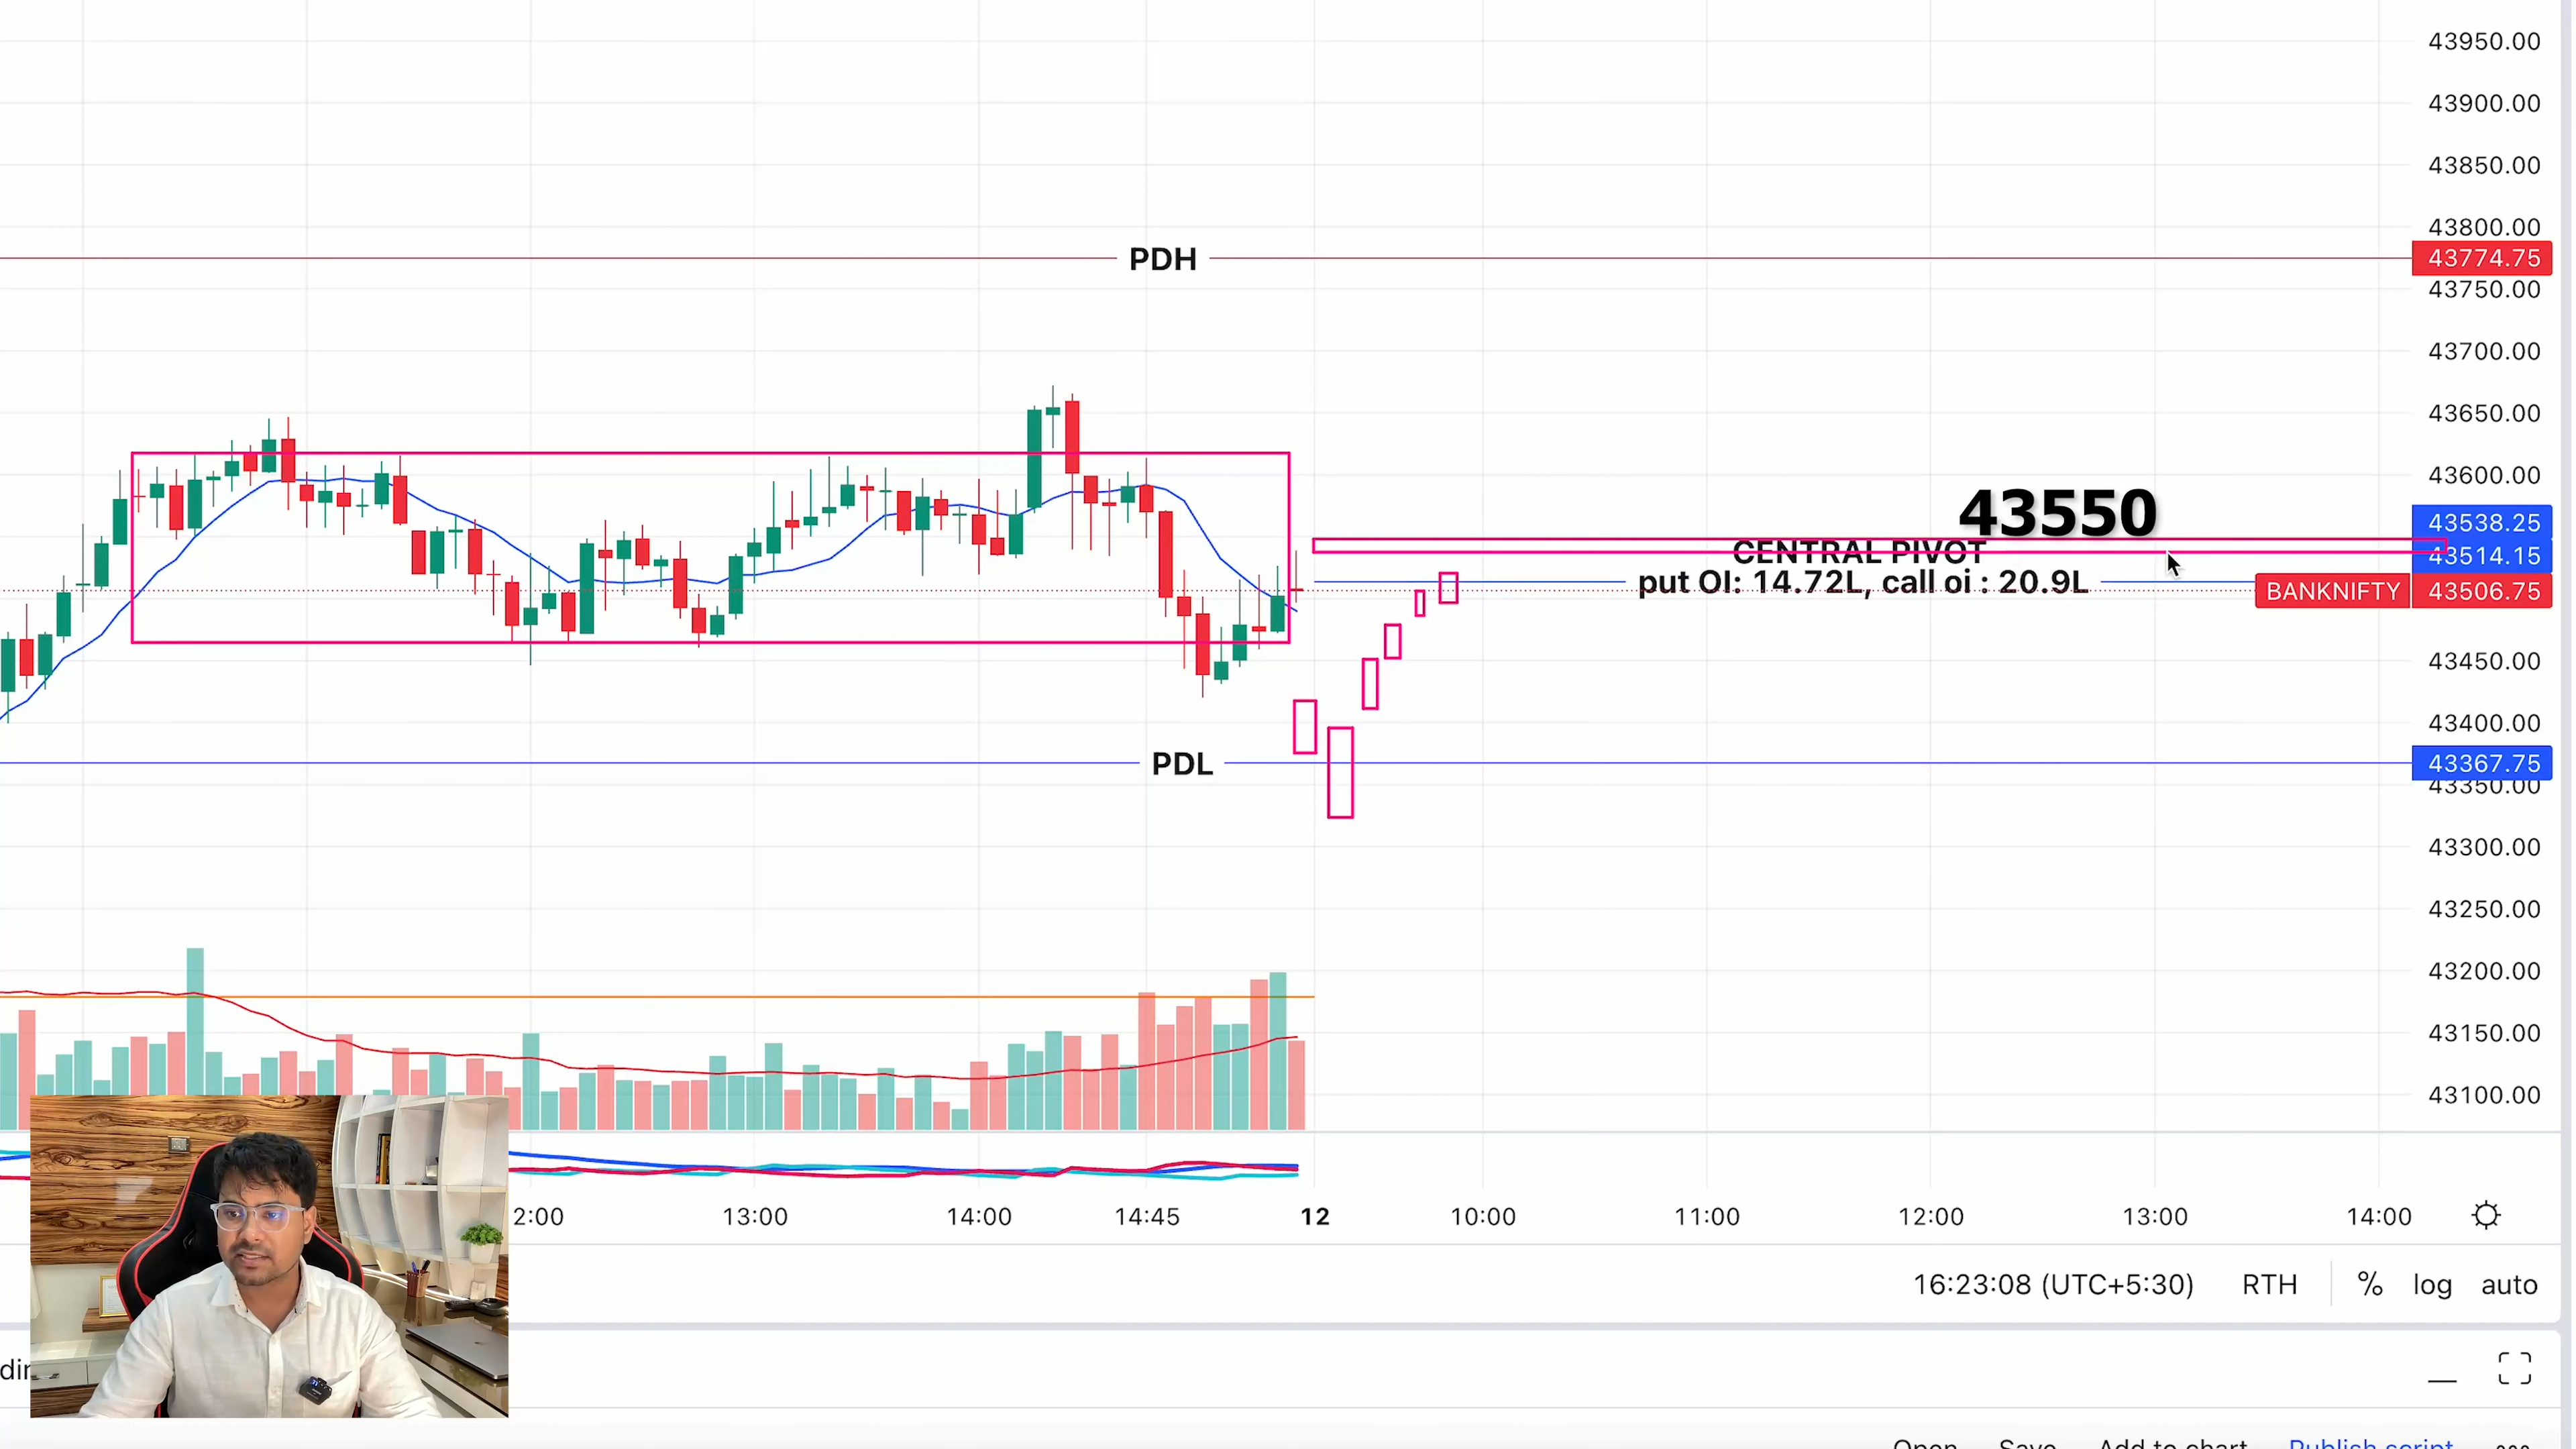 43950.00
43900.00
43850.00
43800.00
PDH
43774.75
43750.00
43700.00
43650.00
43600.00
43550
43538.25
CENTRAL PIVOT
43514.15
put OI: 14.72L, call oi : 20.9L
BANKNIFTY 43506.75
43450.00
43400.00
PDL
43367.75
43350.00
43300.00
43250.00
43200.00
43150.00
43100.00
2:00 13:00 14:00 14:45 12 10:00 11:00 12:00 13:00 14:00
16:23:08 (UTC+5:30) RTH % log auto
Open Save Add to chart Publish script